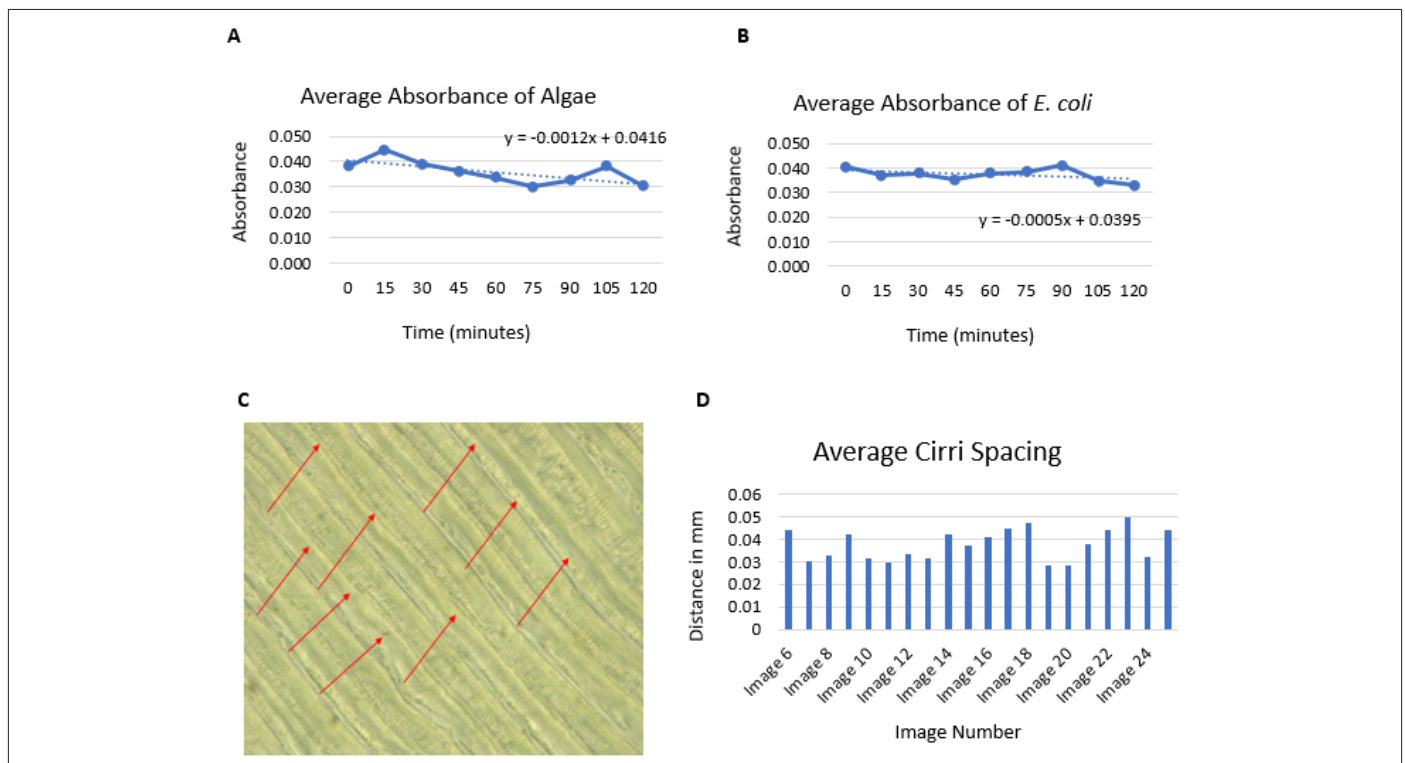 A
Average Absorbance of Algae
y = -0.0012x + 0.0416
Absorbance
0.050
0.040
0.030
0.020
0.010
0.000
0 15 30 45 60 75 90 105 120
Time (minutes)
B
Average Absorbance of E. coli
y = -0.0005x + 0.0395
Absorbance
0.050
0.040
0.030
0.020
0.010
0.000
0 15 30 45 60 75 90 105 120
Time (minutes)
C
D
Average Cirri Spacing
Distance in mm
0.06
0.05
0.04
0.03
0.02
0.01
0
Image 6 Image 8 Image 10 Image 12 Image 14 Image 16 Image 18 Image 20 Image 22 Image 24
Image Number